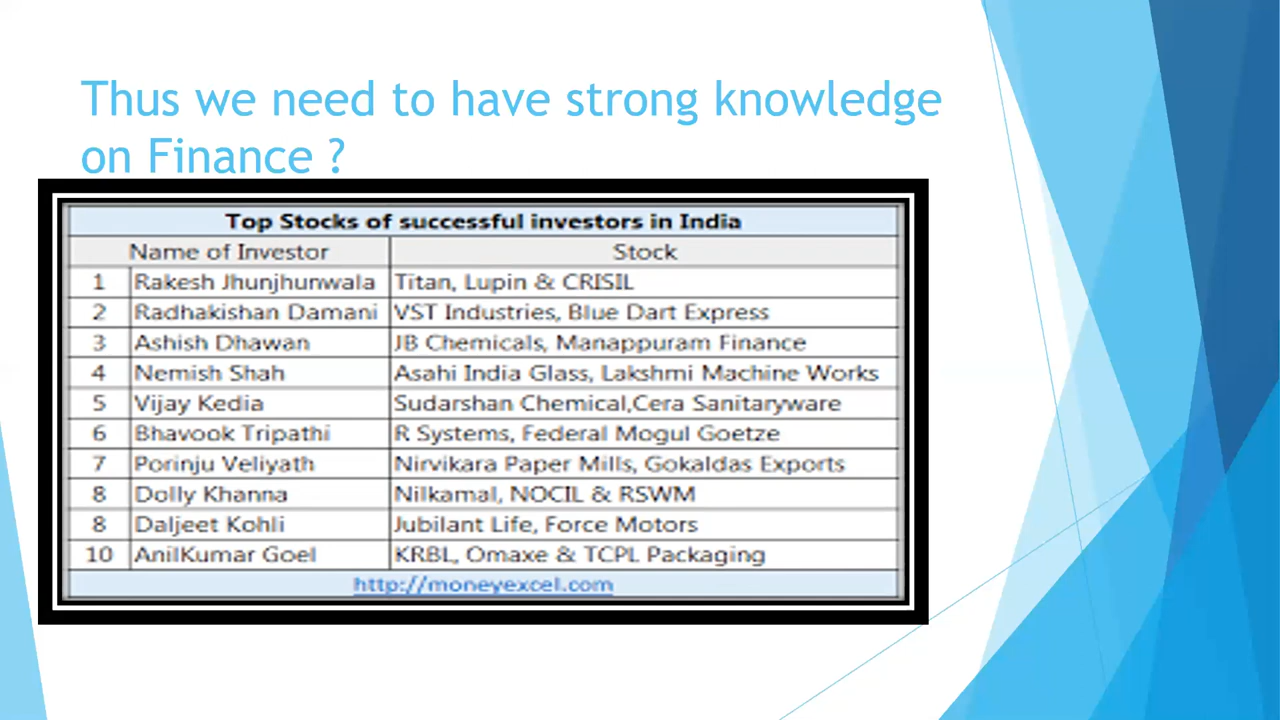 Thus we need to have strong knowledge
on Finance ?
Top Stocks of successful investors in India
Name of Investor Stock
1 Rakesh Jhunjhunwala Titan, Lupin & CRISIL
2 Radhakishan Damani VST Industries, Blue Dart Express
3 Ashish Dhawan JB Chemicals, Manappuram Finance
4 Nemish Shah Asahi India Glass, Lakshmi Machine Works
5 Vijay Kedia Sudarshan Chemical,Cera Sanitaryware
6 Bhavook Tripathi R Systems, Federal Mogul Goetze
7 Porinju Veliyath Nirvikara Paper Mills, Gokaldas Exports
8 Dolly Khanna Nilkamal, NOCIL & RSWM
8 Daljeet Kohli Jubilant Life, Force Motors
10 AnilKumar Goel KRBL, Omaxe & TCPL Packaging
http://moneyexcel.com